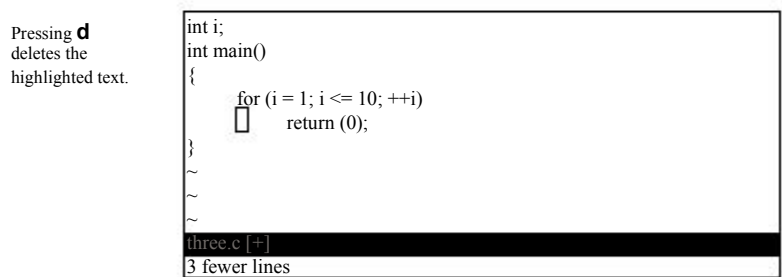 Pressing d
deletes the
highlighted text.
int i;
int main()
{
for (i = 1; i <= 10; ++i)
return (0);
}
~
~
~
three.c [+]
3 fewer lines